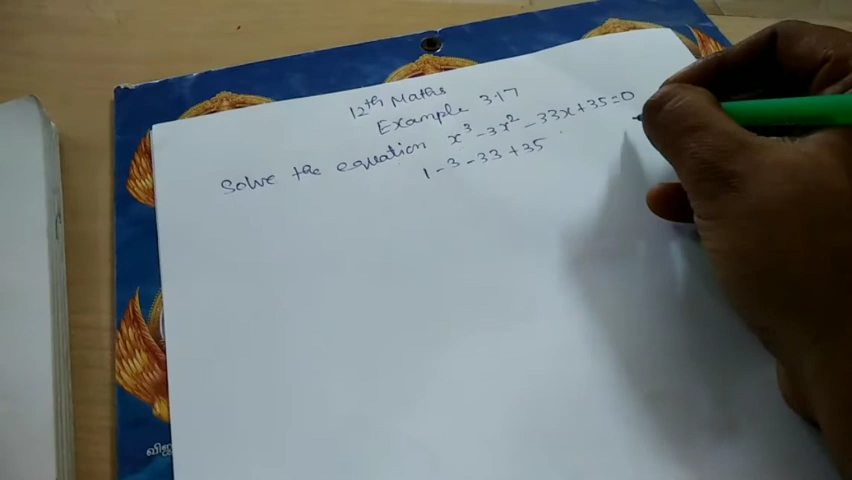 12th Maths
Example 3.17
Solve the equation x³-3x²-33x+35=0
1-3-33+35